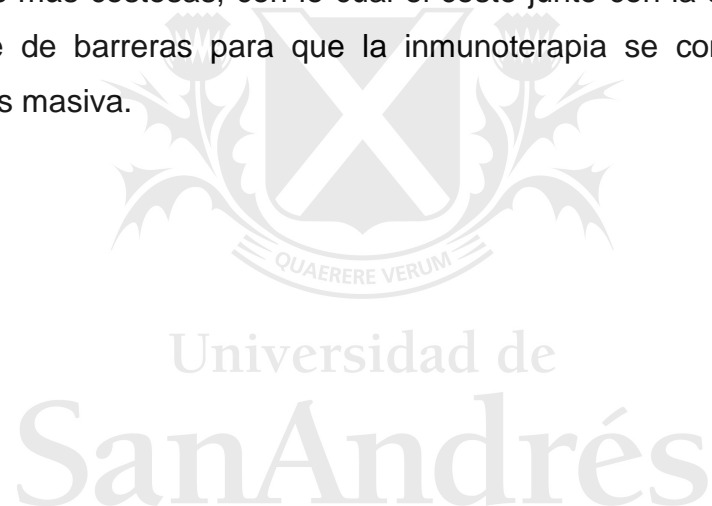 más costosas, con lo cual el costo junto con la
de barreras para que la inmunoterapia se
masiva.
QUAERERE VERUM
Universidad de
SanAndrés